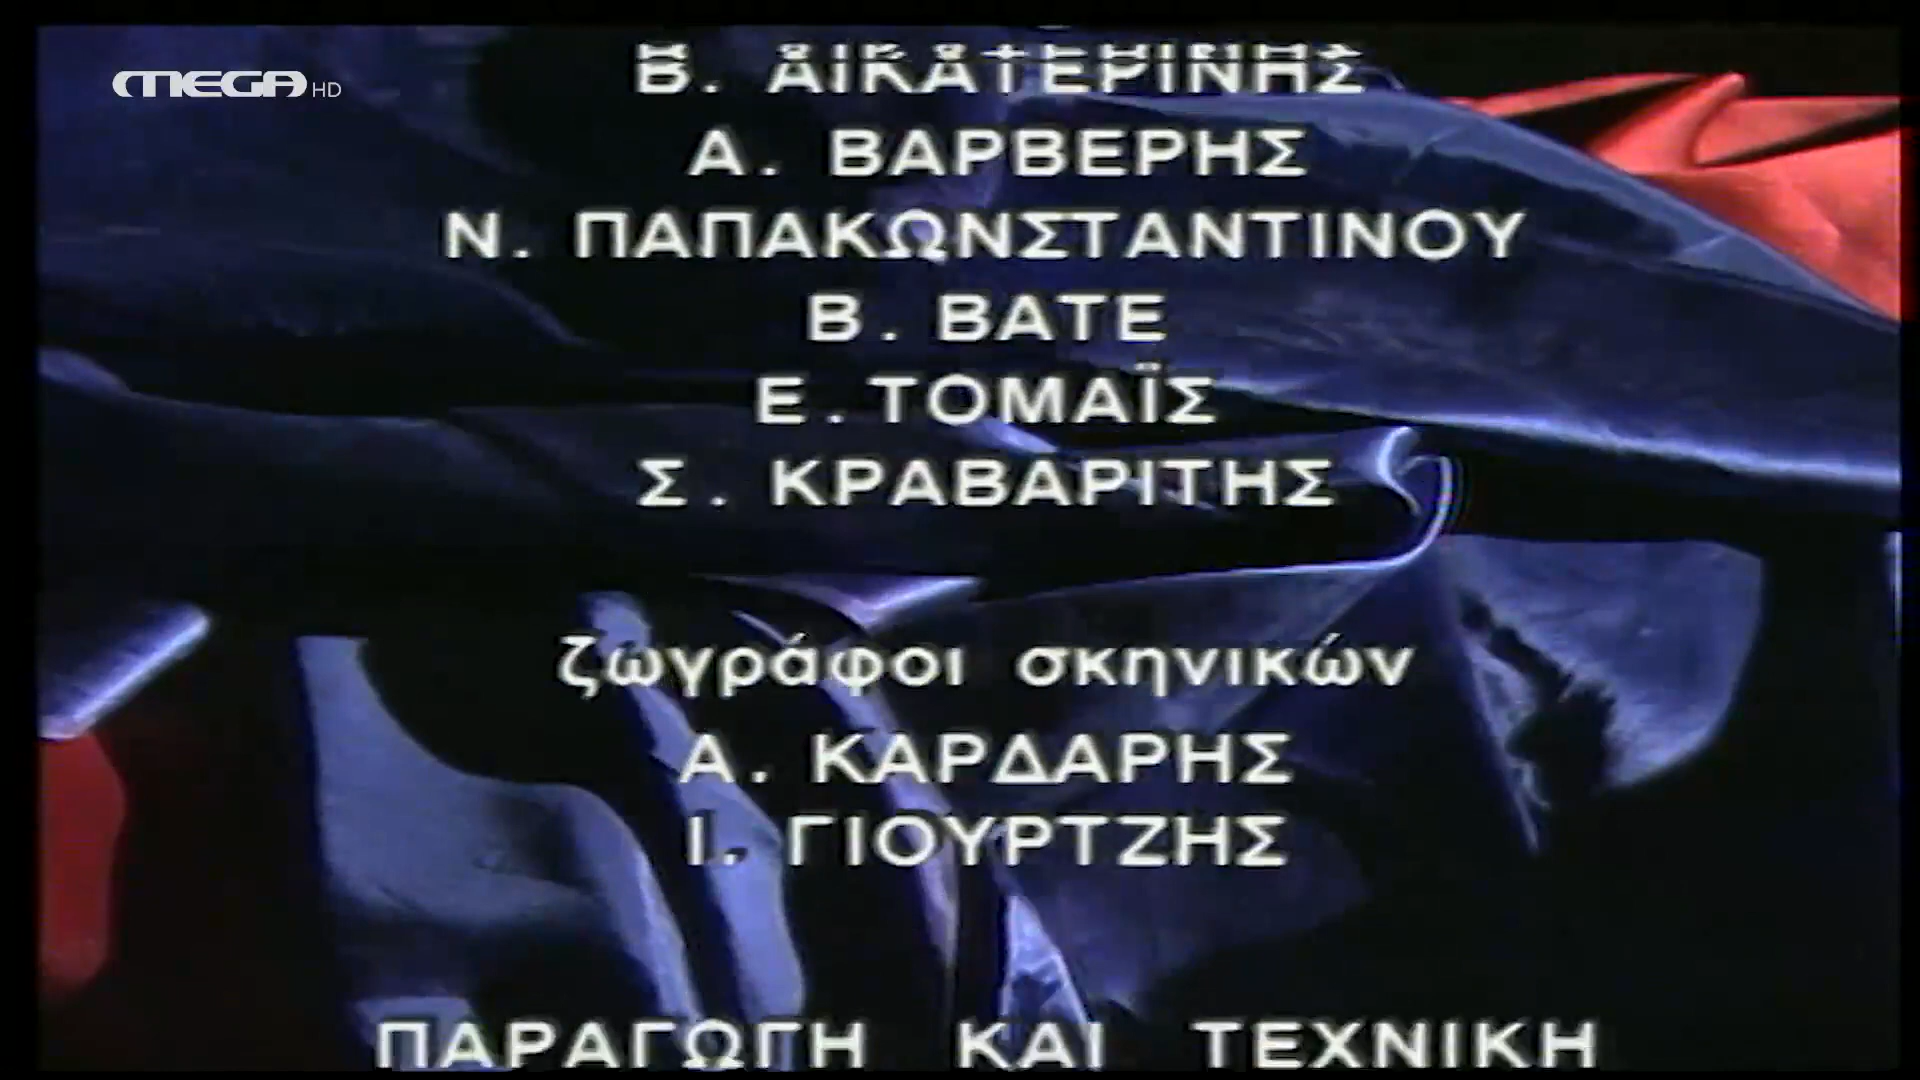 MEGA HD
Β. ΑΙΚΑΤΕΡΙΝΗΣ
Α. ΒΑΡΒΕΡΗΣ
Ν. ΠΑΠΑΚΩΝΣΤΑΝΤΙΝΟΥ
Β. ΒΑΤΕ
Ε. ΤΟΜΑΪΣ
Σ. ΚΡΑΒΑΡΙΤΗΣ
ζωγράφοι σκηνικών
Α. ΚΑΡΔΑΡΗΣ
Ι. ΓΙΟΥΡΤΖΗΣ
ΠΑΡΑΓΩΓΗ ΚΑΙ ΤΕΧΝΙΚΗ